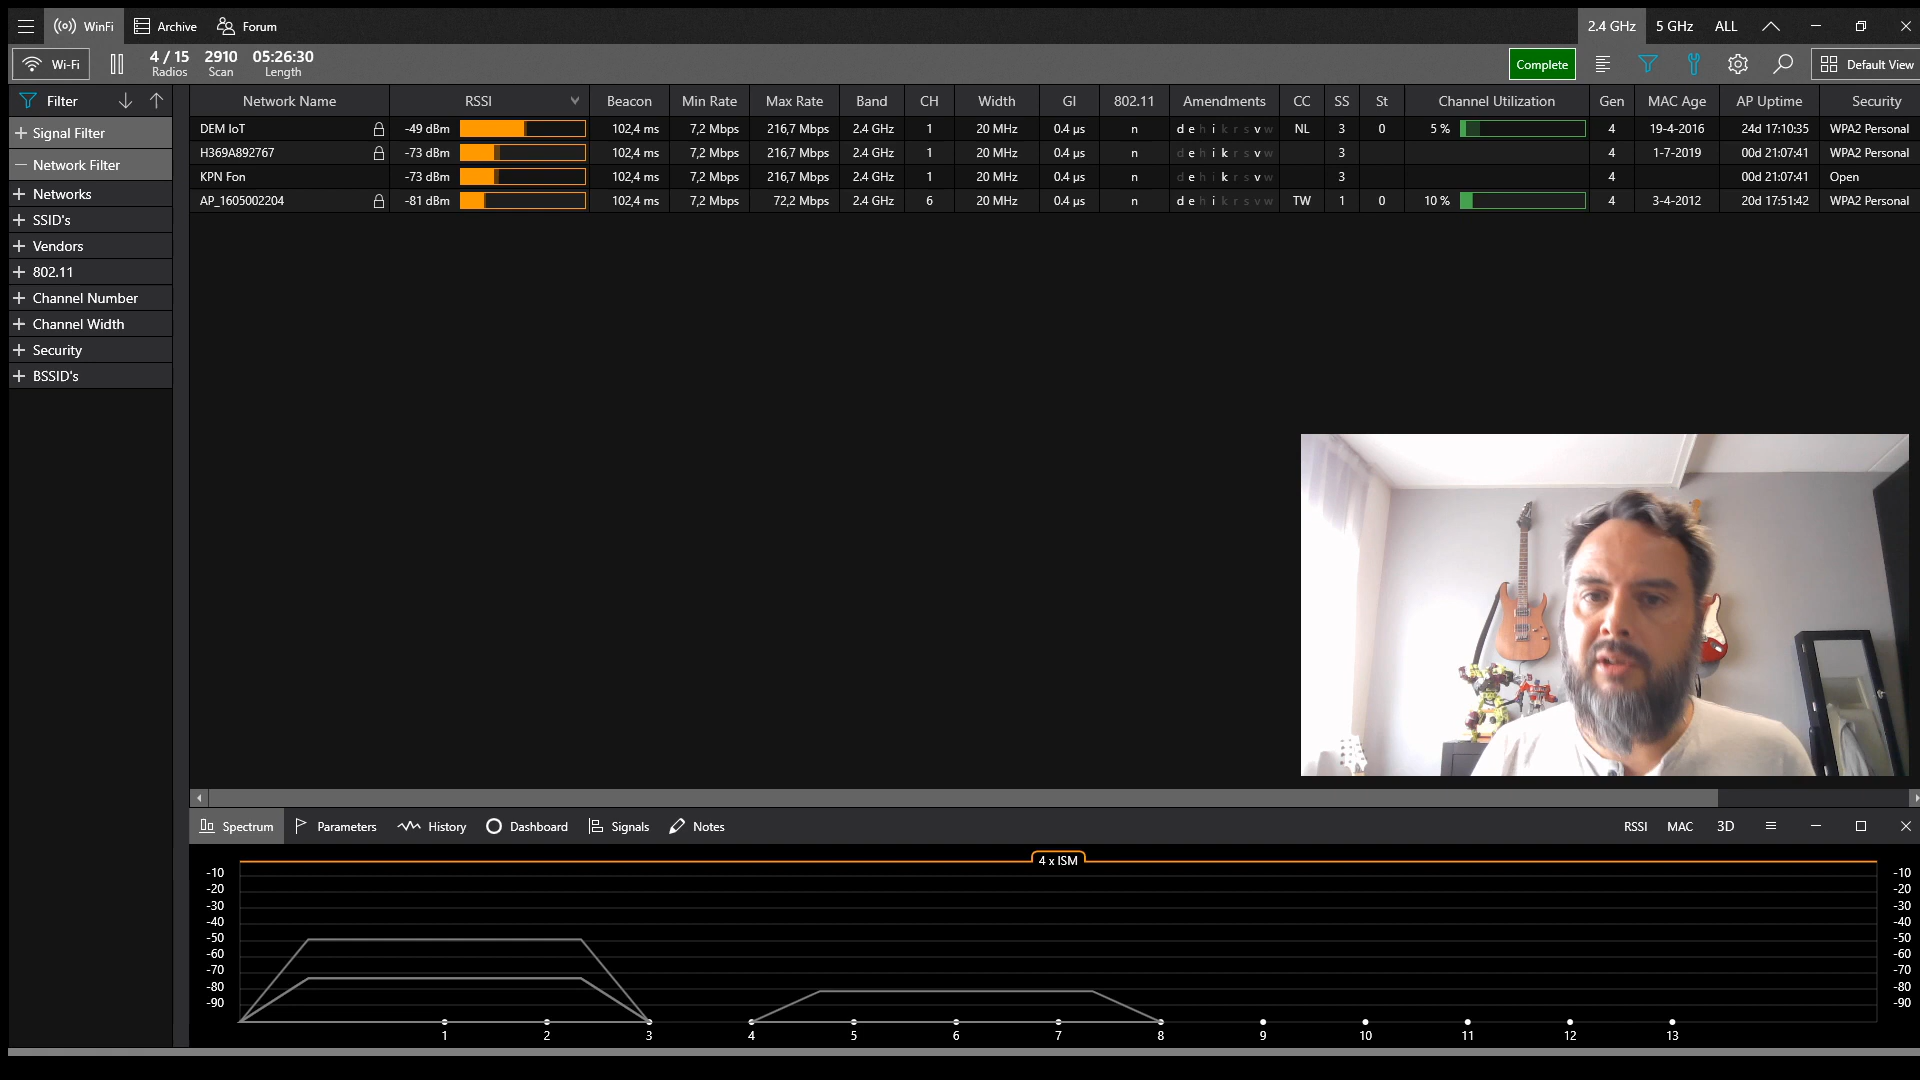 WinFi Archive Forum 2.4 GHz 5 GHz ALL
Wi-Fi 4 / 15 2910 05:26:30 Complete Default View
Radios Scan Length
Filter Network Name RSSI Beacon Min Rate Max Rate Band CH Width GI 802.11 Amendments CC SS St Channel Utilization Gen MAC Age AP Uptime Security
DEM IoT -49 dBm 102,4 ms 7,2 Mbps 216,7 Mbps 2.4 GHz 1 20 MHz 0.4 µs n d e h i k r s v w NL 3 0 5 % 4 19-4-2016 24d 17:10:35 WPA2 Personal
H369A892767 -73 dBm 102,4 ms 7,2 Mbps 216,7 Mbps 2.4 GHz 1 20 MHz 0.4 µs n d e h i k r s v w 3 4 1-7-2019 00d 21:07:41 WPA2 Personal
KPN Fon -73 dBm 102,4 ms 7,2 Mbps 216,7 Mbps 2.4 GHz 1 20 MHz 0.4 µs n d e h i k r s v w 3 4 00d 21:07:41 Open
AP_1605002204 -81 dBm 102,4 ms 7,2 Mbps 72,2 Mbps 2.4 GHz 6 20 MHz 0.4 µs n d e h i k r s v w TW 1 0 10 % 4 3-4-2012 20d 17:51:42 WPA2 Personal
Signal Filter
Network Filter
Networks
SSID's
Vendors
802.11
Channel Number
Channel Width
Security
BSSID's
Spectrum Parameters History Dashboard Signals Notes RSSI MAC 3D
4 x ISM
-10 -10
-20 -20
-30 -30
-40 -40
-50 -50
-60 -60
-70 -70
-80 -80
-90 -90
1 2 3 4 5 6 7 8 9 10 11 12 13